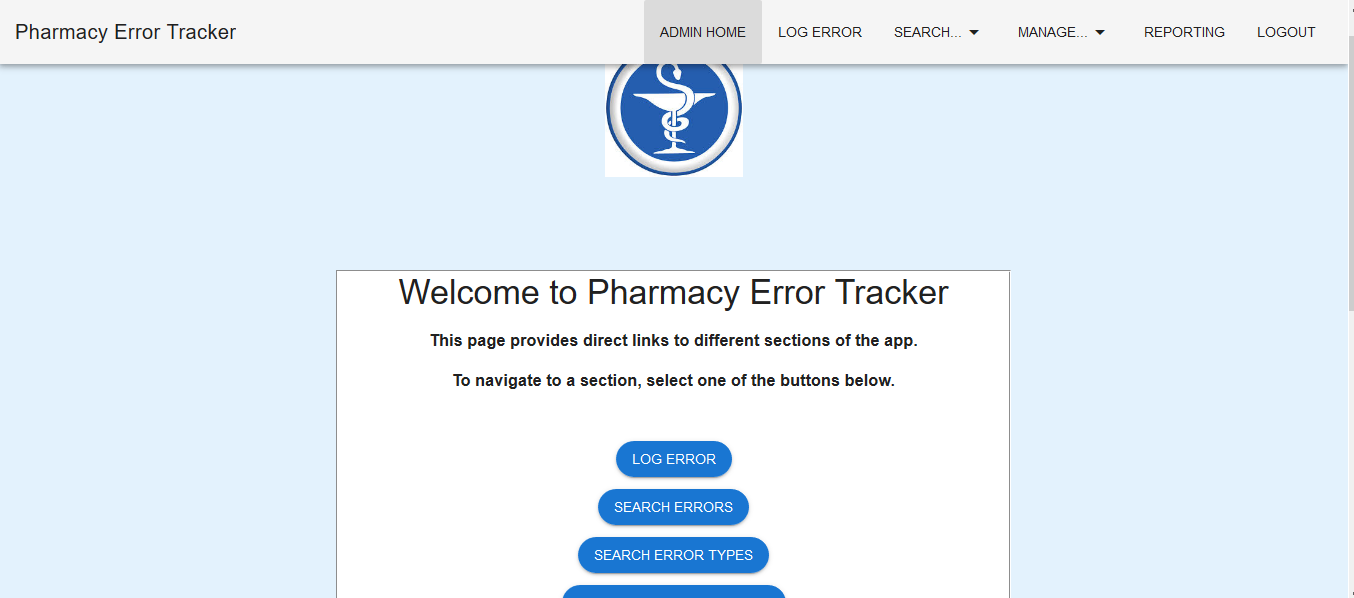 Pharmacy Error Tracker
ADMIN HOME
LOG ERROR
SEARCH...
MANAGE...
REPORTING
LOGOUT
Welcome to Pharmacy Error Tracker
This page provides direct links to different sections of the app.
To navigate to a section, select one of the buttons below.
LOG ERROR
SEARCH ERRORS
SEARCH ERROR TYPES